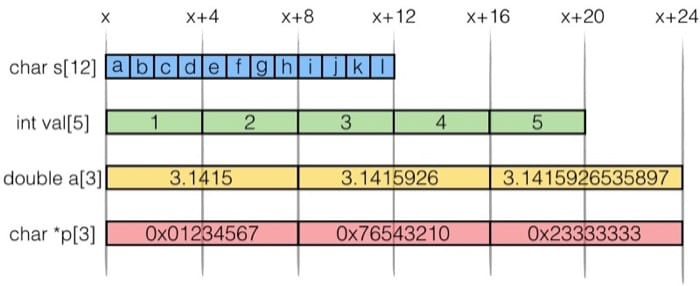 x x+4 x+8 x+12 x+16 x+20 x+24
char s[12] a b c d e f g h i j k l
int val[5] 1 2 3 4 5
double a[3] 3.1415 3.1415926 3.1415926535897
char *p[3] 0x01234567 0x76543210 0x23333333